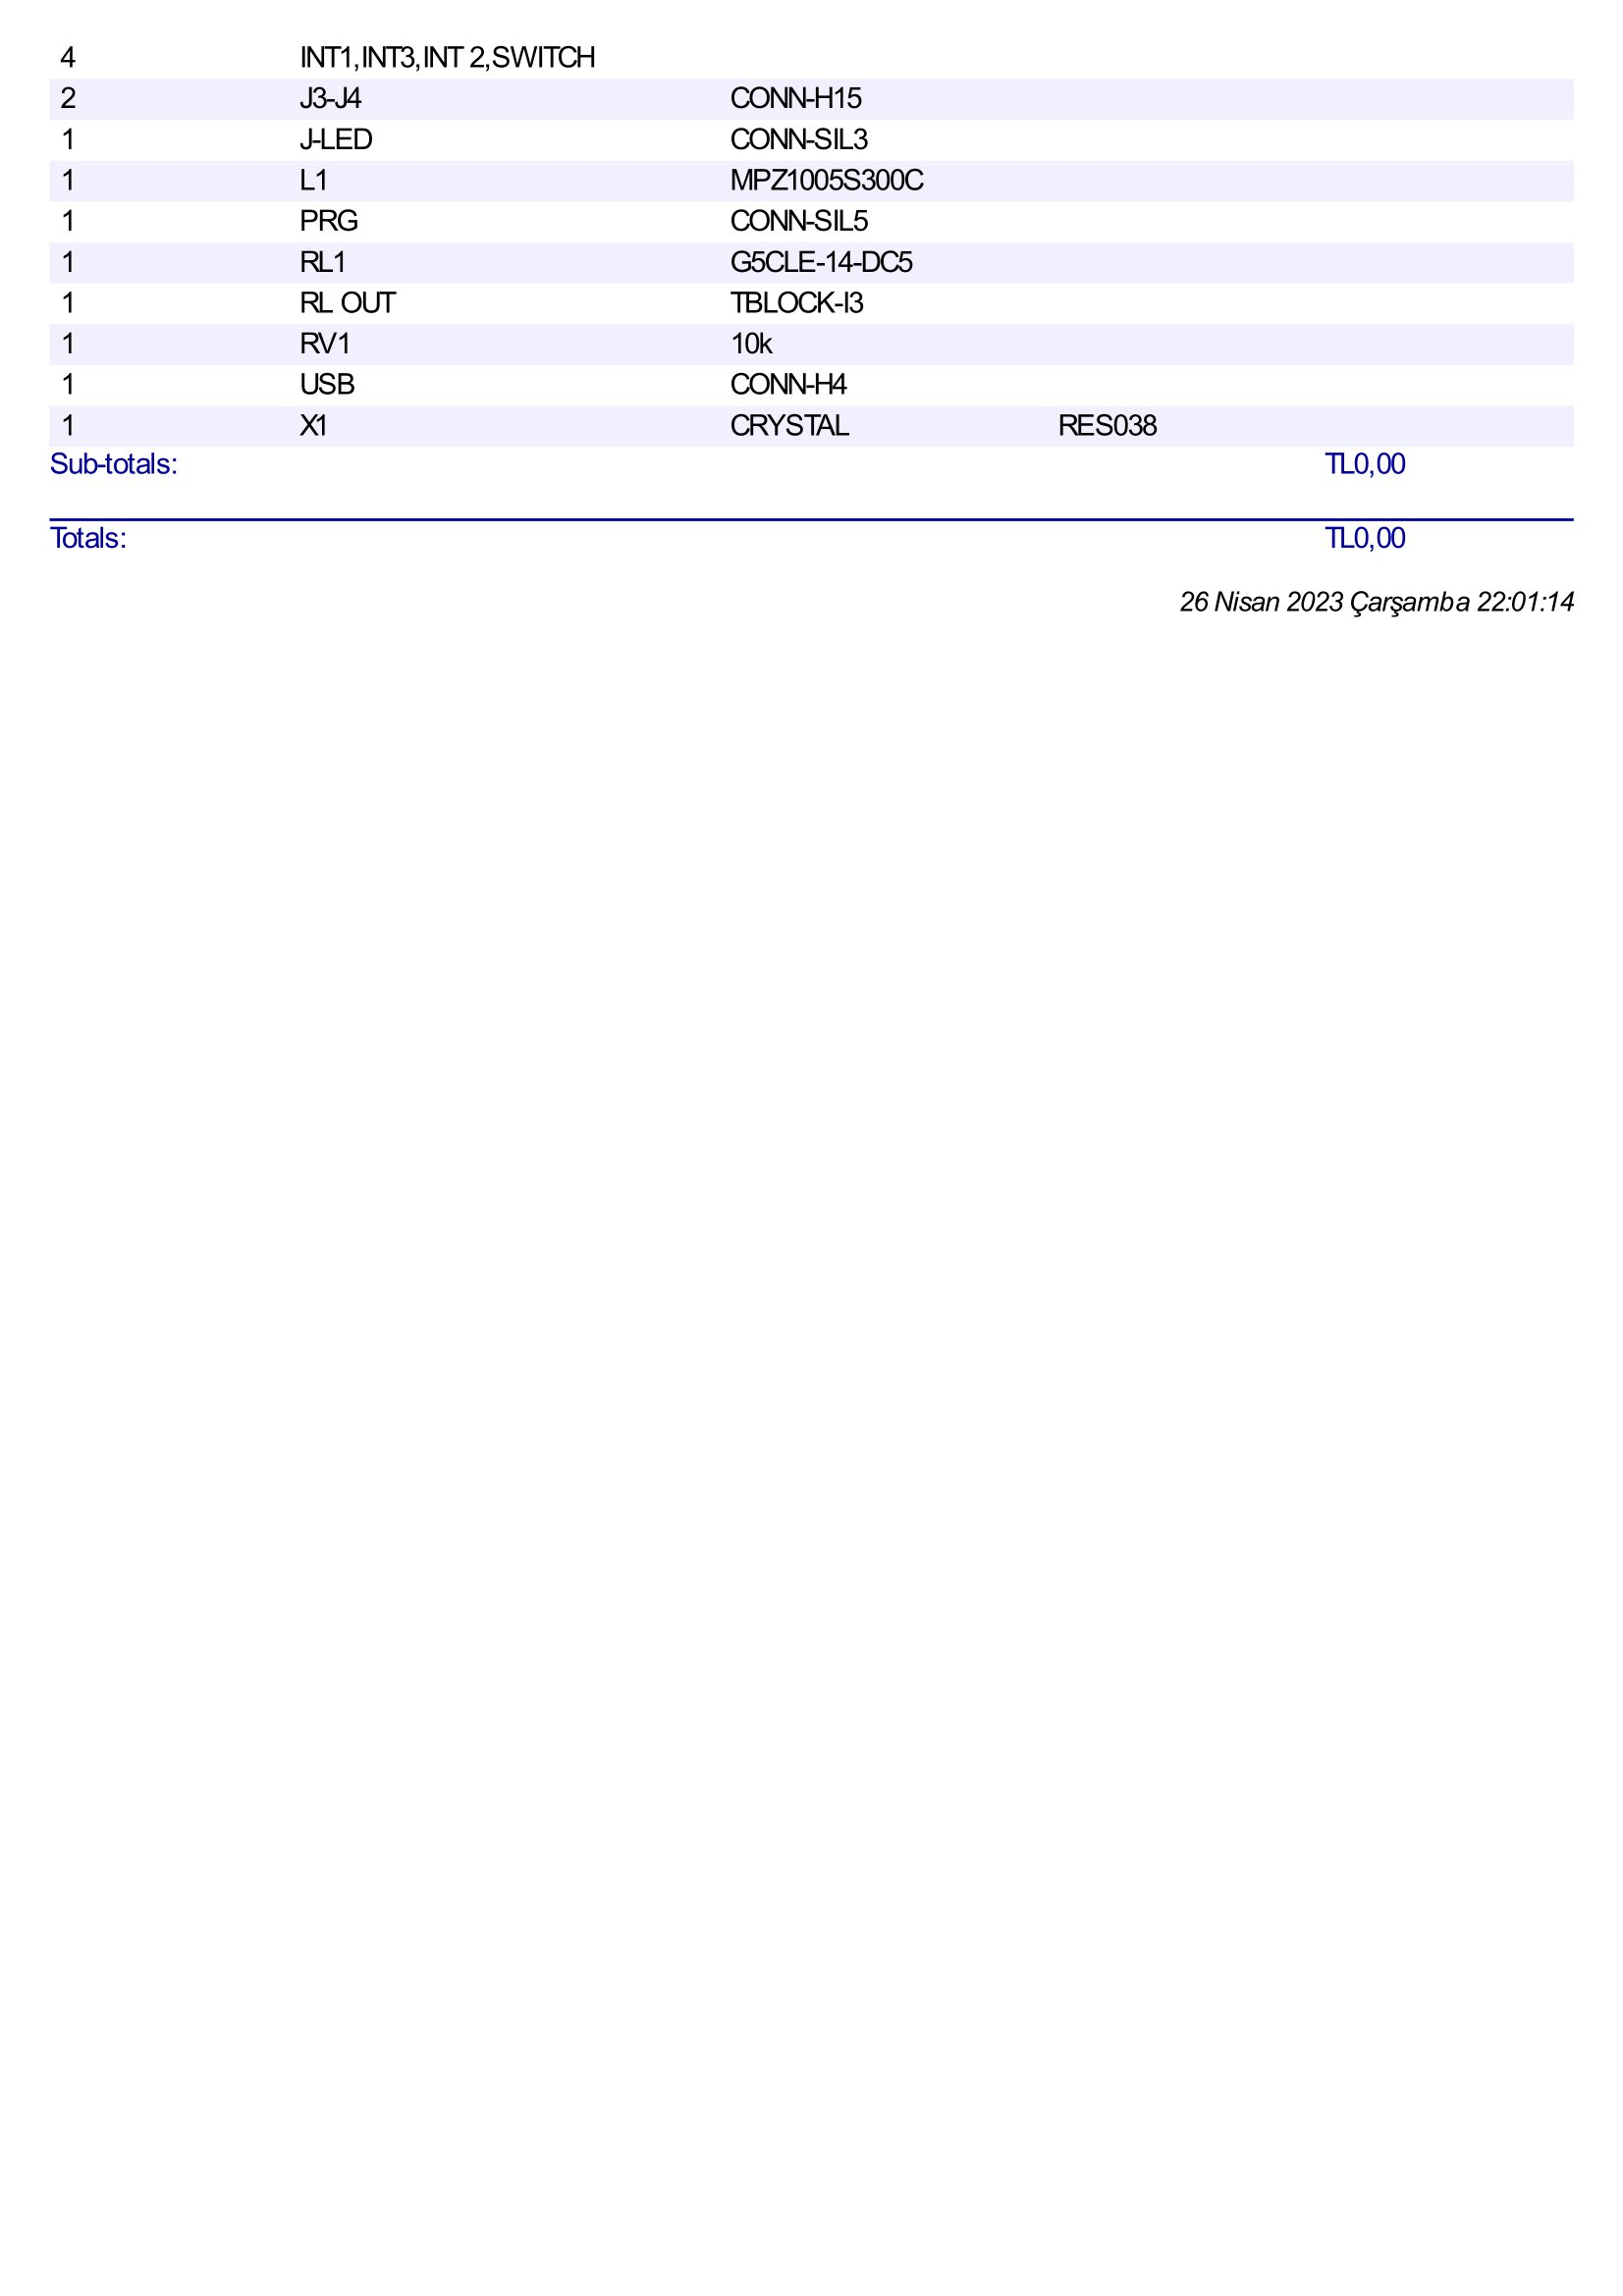 4 INT1,INT3,INT 2,SWITCH
2 J3-J4 CONN-H15
1 J-LED CONN-SIL3
1 L1 MPZ1005S300C
1 PRG CONN-SIL5
1 RL1 G5CLE-14-DC5
1 RL OUT TBLOCK-I3
1 RV1 10k
1 USB CONN-H4
1 X1 CRYSTAL RES038
Sub-totals: TL0,00
Totals: TL0,00
26 Nisan 2023 Çarşamba 22:01:14